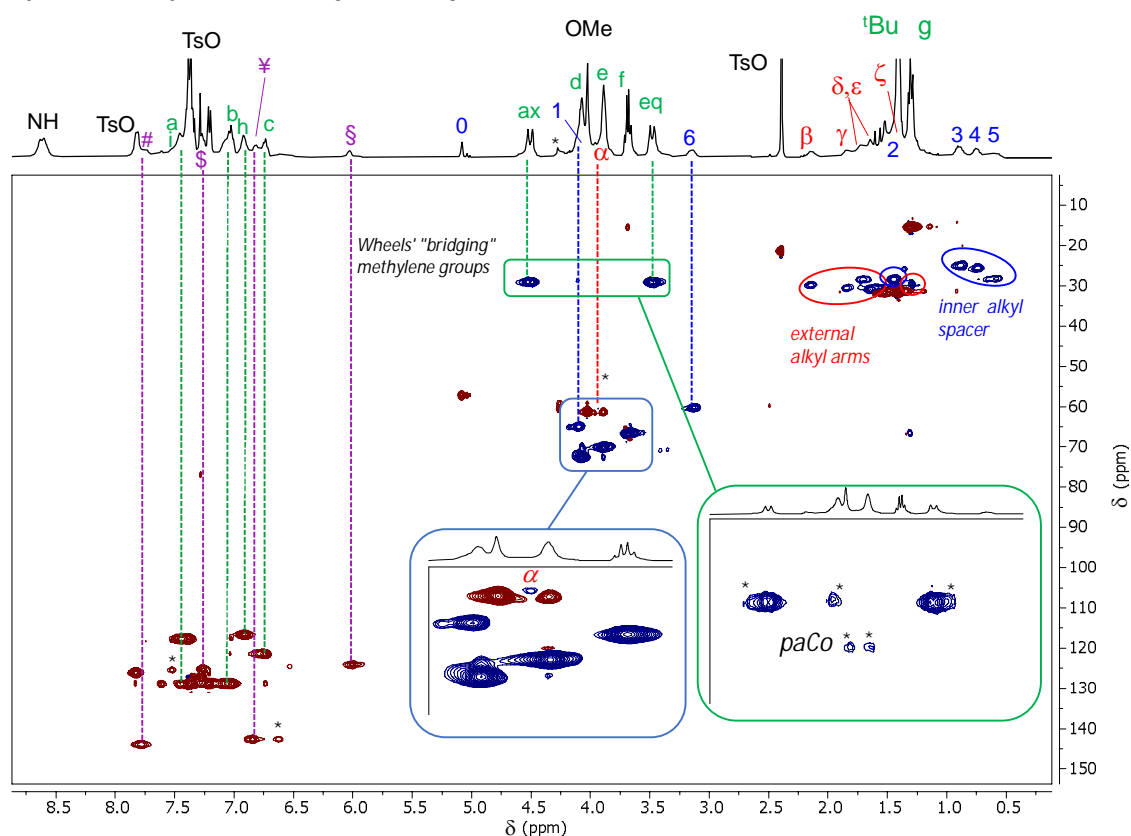 TsO
OMe
ᵗBu g
¥
TsO
d e f
ζ
δ,ε
a b h c
ax
1
eq
NH TsO # $ § 0 * α 6 β γ 2 3 4 5
Wheels' "bridging"
methylene groups
external
alkyl arms
inner alkyl
spacer
*
10
20
30
40
50
60
70
80
90
100
110
120
130
140
150
δ (ppm)
α
* * *
paCo * *
*
*
8.5 8.0 7.5 7.0 6.5 6.0 5.5 5.0 4.5 4.0 3.5 3.0 2.5 2.0 1.5 1.0 0.5
δ (ppm)